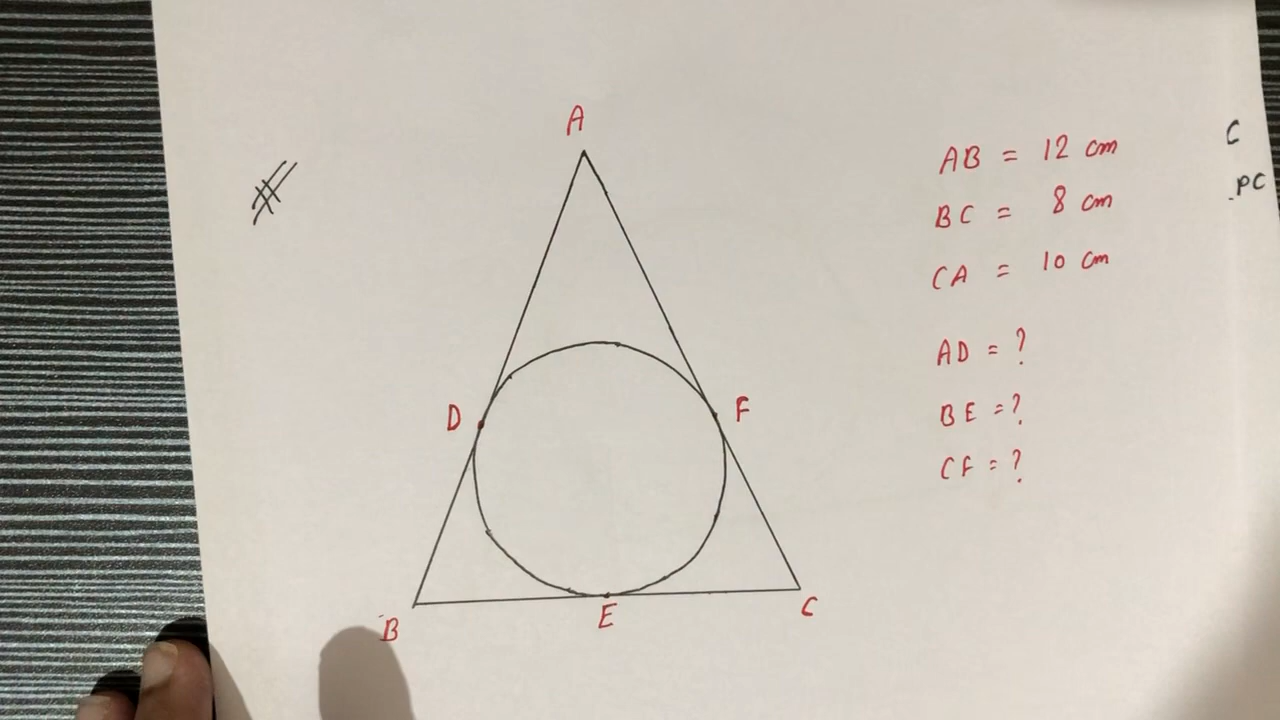 A
AB = 12 cm
BC = 8 cm
CA = 10 cm
AD = ?
BE = ?
CF = ?
D
F
B
E
C
C
PC